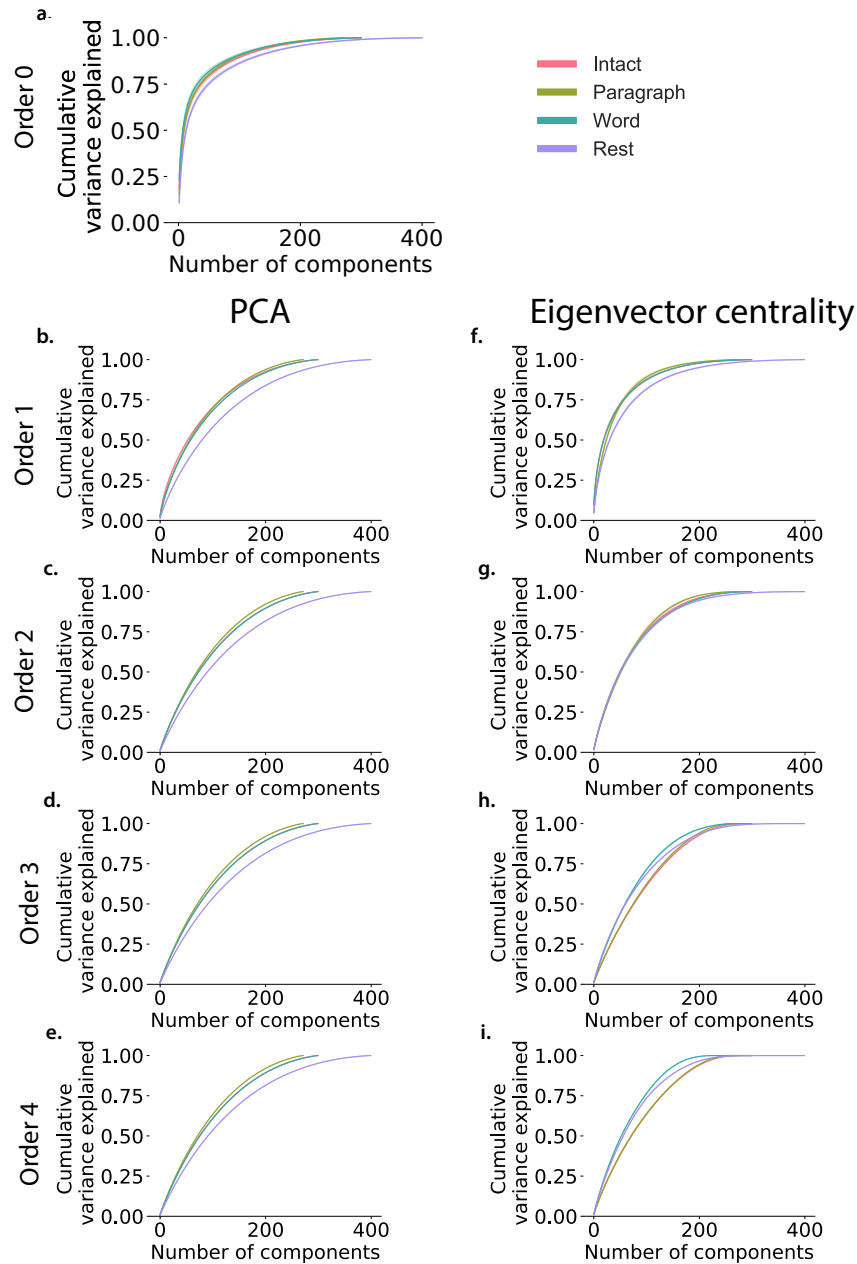 a.
Order 0
Cumulative
variance explained
1.00
0.75
0.50
0.25
0.00
0
200
400
Number of components
Intact
Paragraph
Word
Rest
PCA
Eigenvector centrality
b.
Order 1
Cumulative
variance explained
1.00
0.75
0.50
0.25
0.00
0
200
400
Number of components
f.
Cumulative
variance explained
1.00
0.75
0.50
0.25
0.00
0
200
400
Number of components
c.
Order 2
Cumulative
variance explained
1.00
0.75
0.50
0.25
0.00
0
200
400
Number of components
g.
Cumulative
variance explained
1.00
0.75
0.50
0.25
0.00
0
200
400
Number of components
d.
Order 3
Cumulative
variance explained
1.00
0.75
0.50
0.25
0.00
0
200
400
Number of components
h.
Cumulative
variance explained
1.00
0.75
0.50
0.25
0.00
0
200
400
Number of components
e.
Order 4
Cumulative
variance explained
1.00
0.75
0.50
0.25
0.00
0
200
400
Number of components
i.
Cumulative
variance explained
1.00
0.75
0.50
0.25
0.00
0
200
400
Number of components